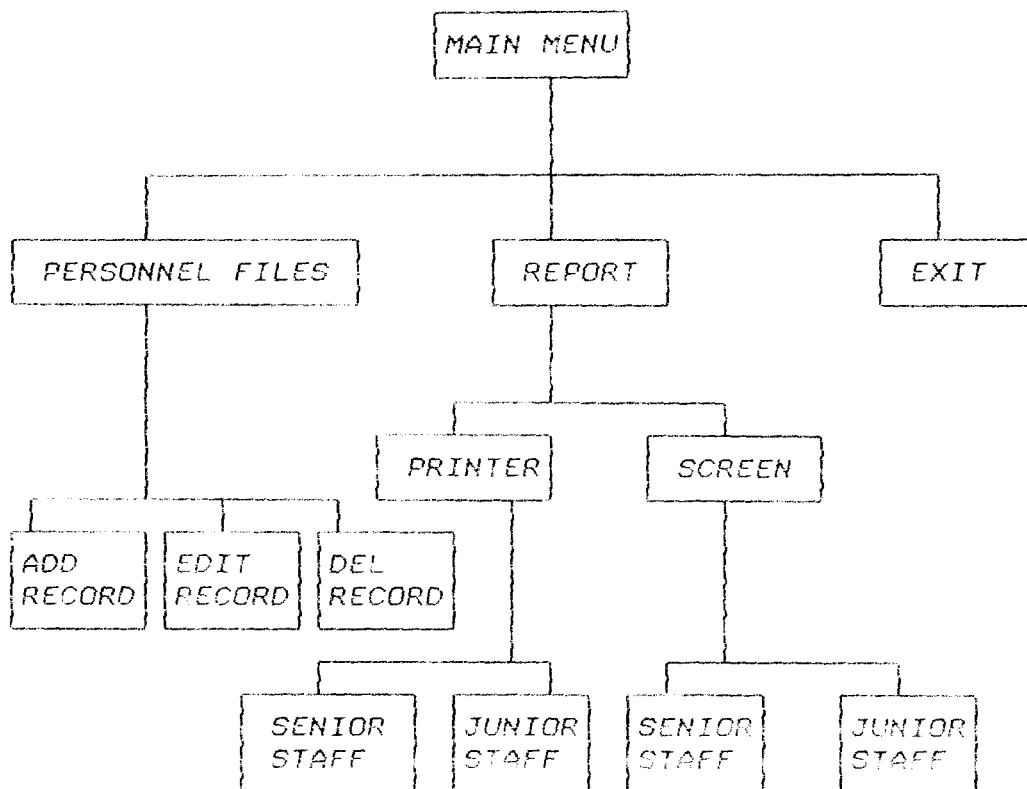 MAIN MENU
PERSONNEL FILES
REPORT
EXIT
PRINTER
SCREEN
ADD
RECORD
EDIT
RECORD
DEL
RECORD
SENIOR
STAFF
JUNIOR
STAFF
SENIOR
STAFF
JUNIOR
STAFF